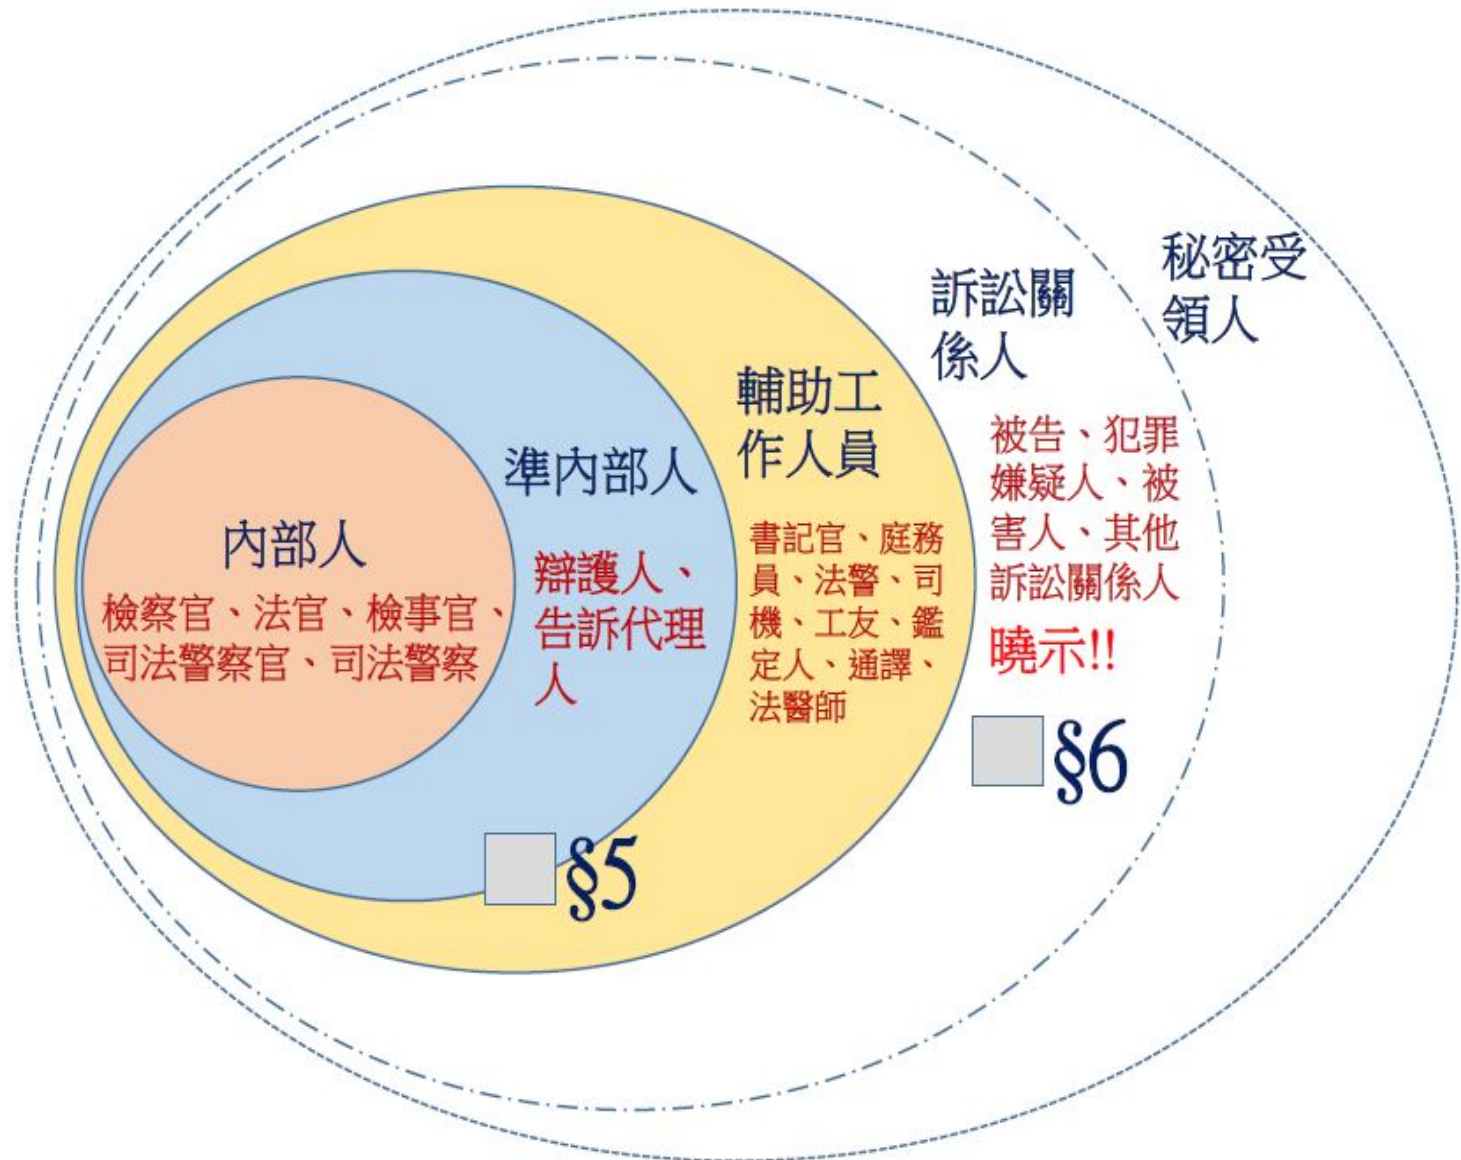 內部人
檢察官、法官、檢事官、
司法警察官、司法警察
準內部人
辯護人、
告訴代理
人
§5
輔助工
作人員
書記官、庭務
員、法警、司
機、工友、鑑
定人、通譯、
法醫師
訴訟關
係人
被告、犯罪
嫌疑人、被
害人、其他
訴訟關係人
曉示!!
§6
秘密受
領人